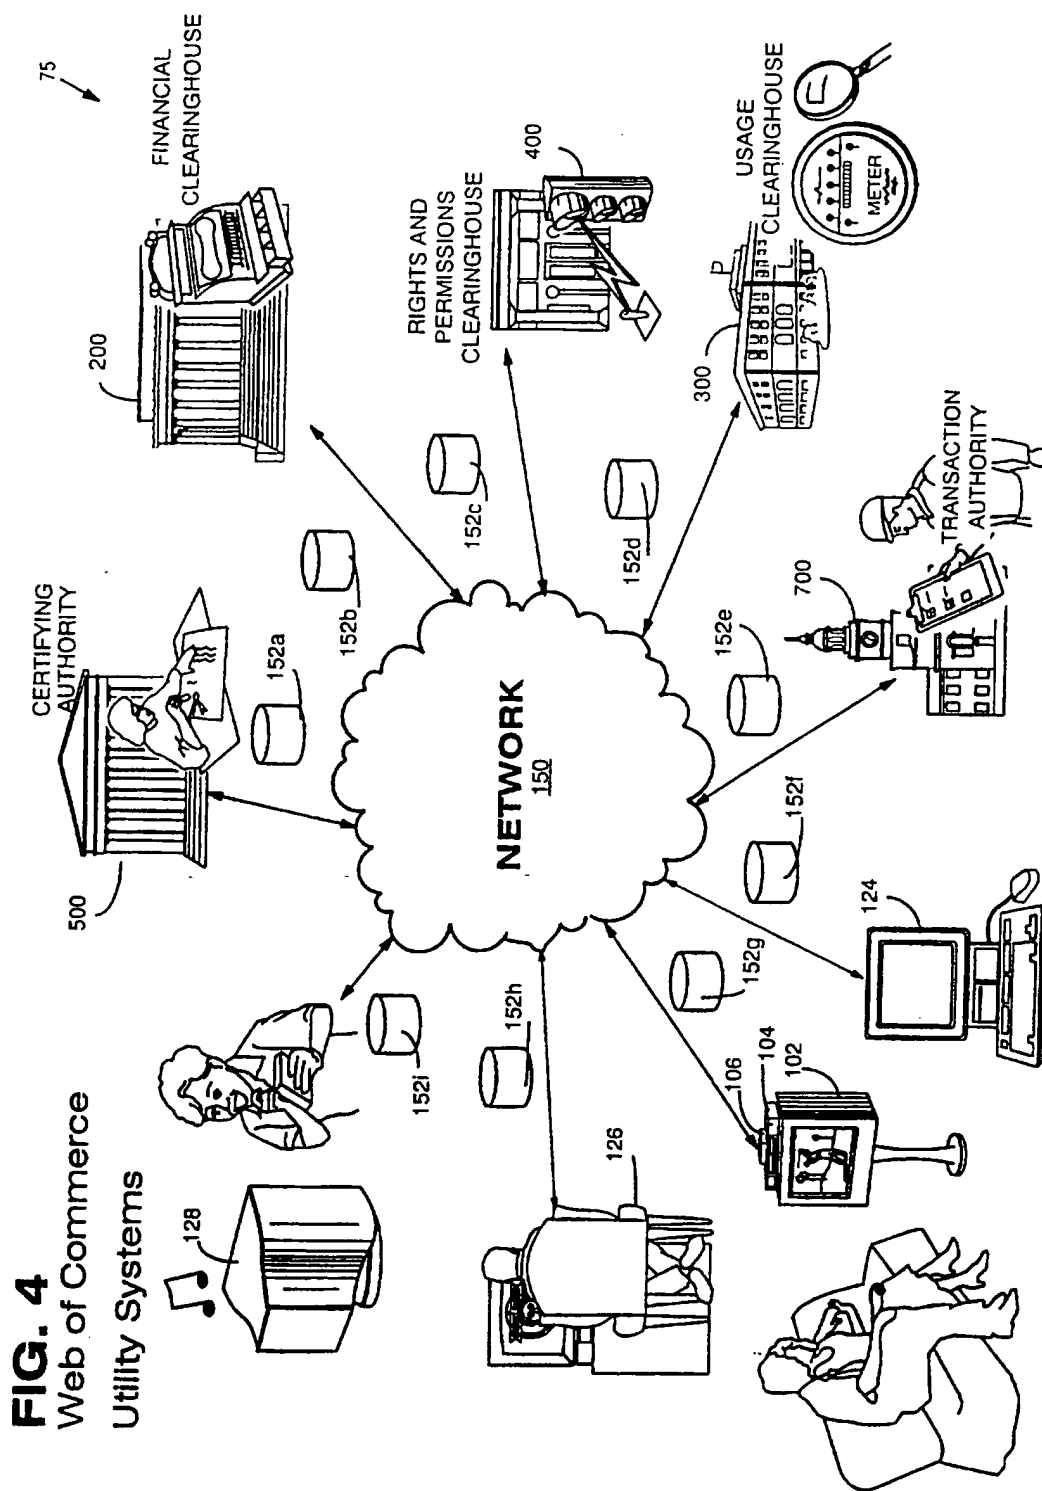 FIG. 4
Web of Commerce
Utility Systems
75
128
500
CERTIFYING
AUTHORITY
200
FINANCIAL
CLEARINGHOUSE
152i
152a
152b
152h
152c
RIGHTS AND
PERMISSIONS
CLEARINGHOUSE
400
NETWORK
150
126
152g
152d
106
104
102
152f
152e
300
USAGE
CLEARINGHOUSE
METER
124
700
TRANSACTION
AUTHORITY